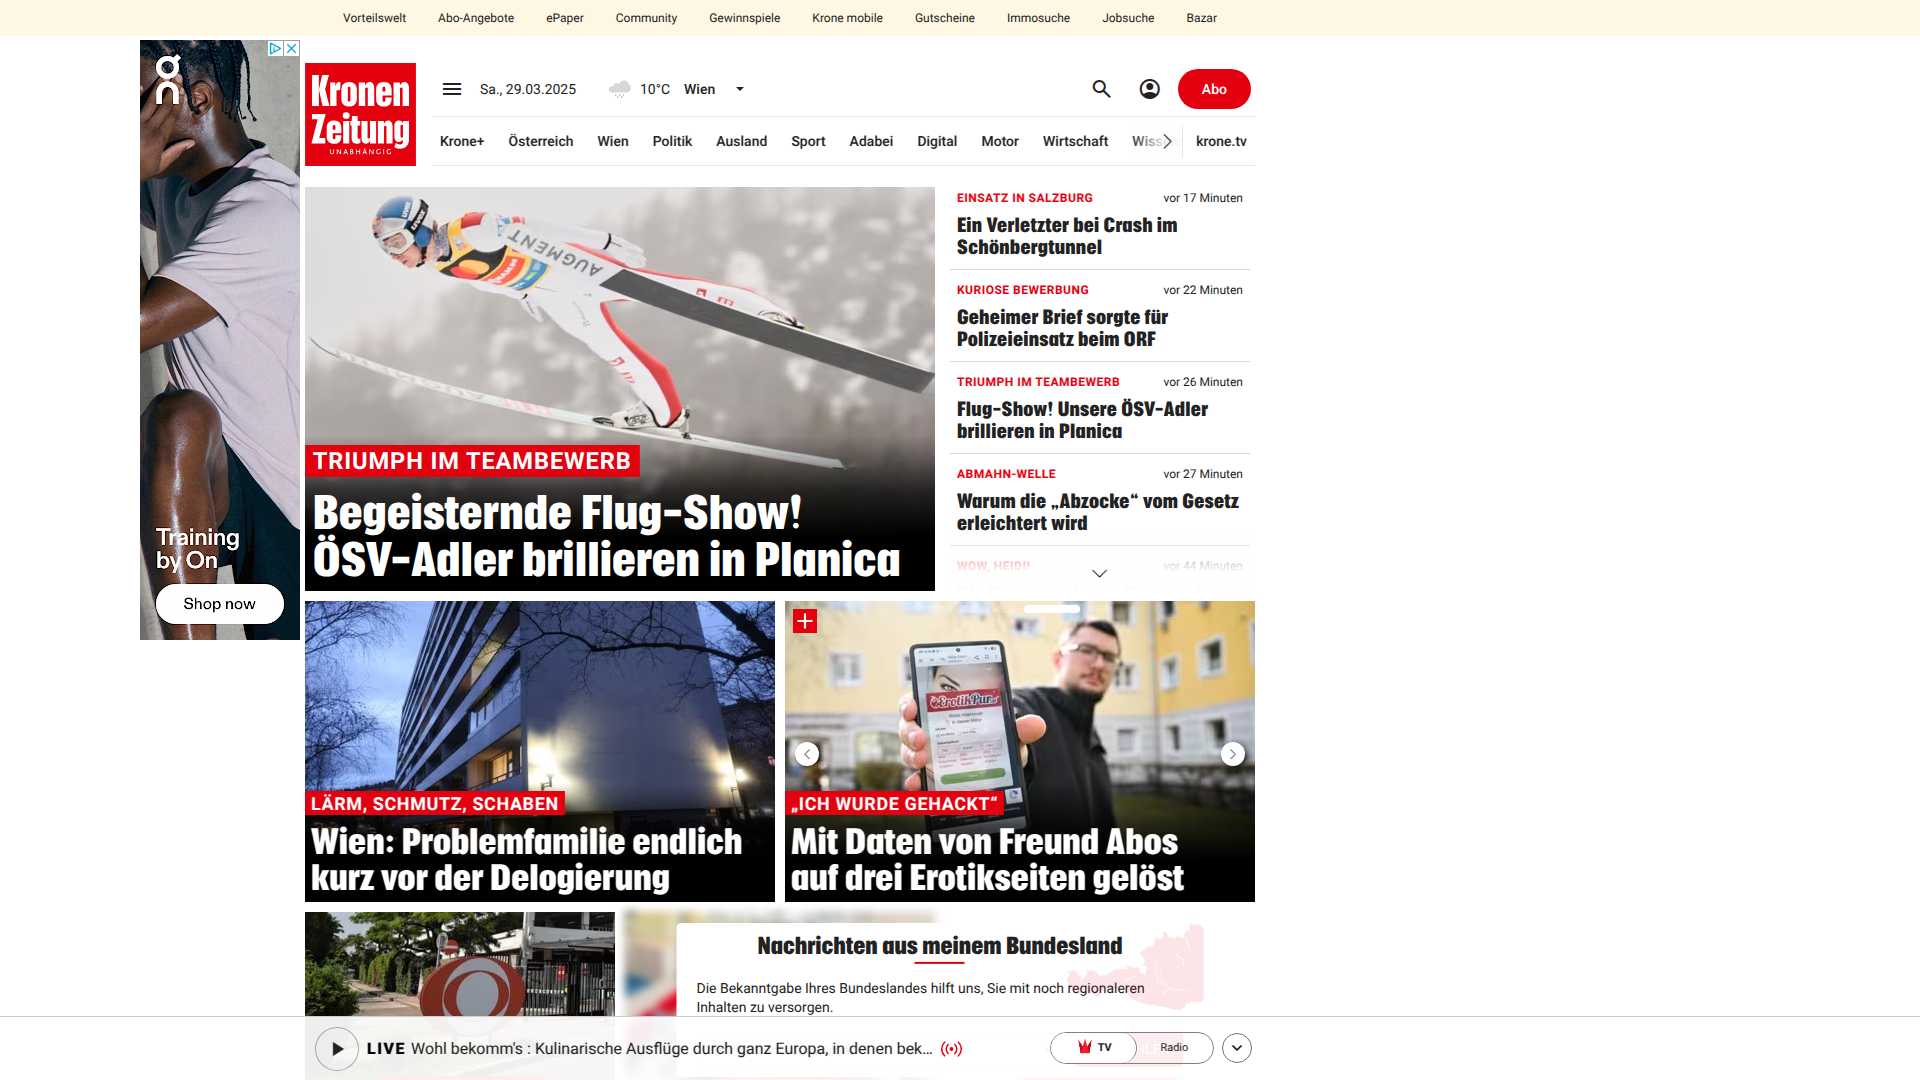 Vorteilswelt
Abo-Angebote
ePaper
Community
Gewinnspiele
Krone mobile
Gutscheine
Immosuche
Jobsuche
Bazar
Kronen
Zeitung
UNABHÄNGIG
Sa., 29.03.2025
10°C Wien
Abo
Krone+
Österreich
Wien
Politik
Ausland
Sport
Adabei
Digital
Motor
Wirtschaft
krone.tv
Training
by On
Shop now
AUGMENT
TRIUMPH IM TEAMBEWERB
Begeisternde Flug-Show!
ÖSV-Adler brillieren in Planica
EINSATZ IN SALZBURG vor 17 Minuten
Ein Verletzter bei Crash im
Schönbergtunnel
KURIOSE BEWERBUNG vor 22 Minuten
Geheimer Brief sorgte für
Polizeieinsatz beim ORF
TRIUMPH IM TEAMBEWERB vor 26 Minuten
Flug-Show! Unsere ÖSV-Adler
brillieren in Planica
ABMAHN-WELLE vor 27 Minuten
Warum die „Abzocke“ vom Gesetz
erleichtert wird
WOW, HEIDI! vor 44 Minuten
LÄRM, SCHMUTZ, SCHABEN
Wien: Problemfamilie endlich
kurz vor der Delogierung
ErotikPur
„ICH WURDE GEHACKT“
Mit Daten von Freund Abos
auf drei Erotikseiten gelöst
Nachrichten aus meinem Bundesland
Die Bekanntgabe Ihres Bundeslandes hilft uns, Sie mit noch regionaleren
Inhalten zu versorgen.
LIVE Wohl bekomm's : Kulinarische Ausflüge durch ganz Europa, in denen bek...
TV
Radio